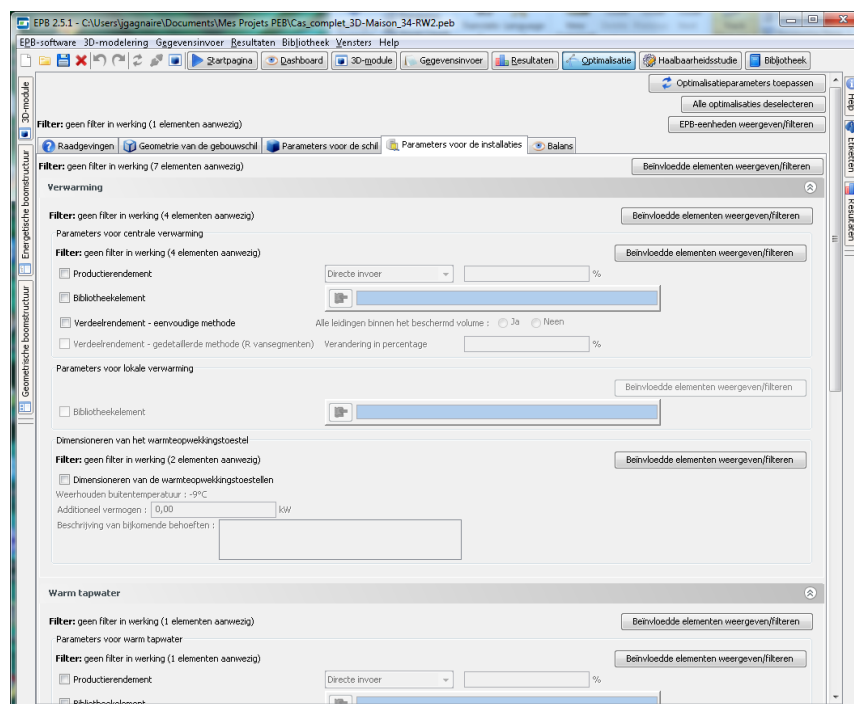 EPB 2.5.1 - C:\Users\jgagnaire\Documents\Mes Projets PEB\Cas_complet_3D-Maison_34-RW2.peb
EPB-software 3D-modelering Gegevensinvoer Resultaten Bibliotheek Vensters Help
Startpagina Dashboard 3D-module Gegevensinvoer Resultaten Optimalisatie Haalbaarheidsstudie Bibliotheek
Optimalisatieparameters toepassen
Alle optimalisaties deselecteren
Filter: geen filter in werking (1 elementen aanwezig) EPB-eenheden weergeven/filteren
Raadgevingen Geometrie van de gebouwschil Parameters voor de schil Parameters voor de installaties Balans
Filter: geen filter in werking (7 elementen aanwezig) Beïnvloedde elementen weergeven/filteren
Verwarming
Filter: geen filter in werking (4 elementen aanwezig) Beïnvloedde elementen weergeven/filteren
Parameters voor centrale verwarming
Filter: geen filter in werking (4 elementen aanwezig) Beïnvloedde elementen weergeven/filteren
Productierendement Directe invoer %
Bibliotheekelement
Verdeelrendement - eenvoudige methode Alle leidingen binnen het beschermd volume : Ja Neen
Verdeelrendement - gedetaillerde methode (R vansegmenten) Verandering in percentage %
Parameters voor lokale verwarming
Beïnvloedde elementen weergeven/filteren
Bibliotheekelement
Dimensioneren van het warmteopwekkingstoestel
Filter: geen filter in werking (2 elementen aanwezig) Beïnvloedde elementen weergeven/filteren
Dimensioneren van de warmteopwekkingstoestellen
Weerhouden buitentemperatuur : -9°C
Additioneel vermogen : 0,00 kW
Beschrijving van bijkomende behoeften :
Warm tapwater
Filter: geen filter in werking (1 elementen aanwezig) Beïnvloedde elementen weergeven/filteren
Parameters voor warm tapwater
Filter: geen filter in werking (1 elementen aanwezig) Beïnvloedde elementen weergeven/filteren
Productierendement Directe invoer %
Bibliotheekelement
3D-module
Energetische boomstructuur
Geometrische boomstructuur
Help
Etiketten
Resultaten